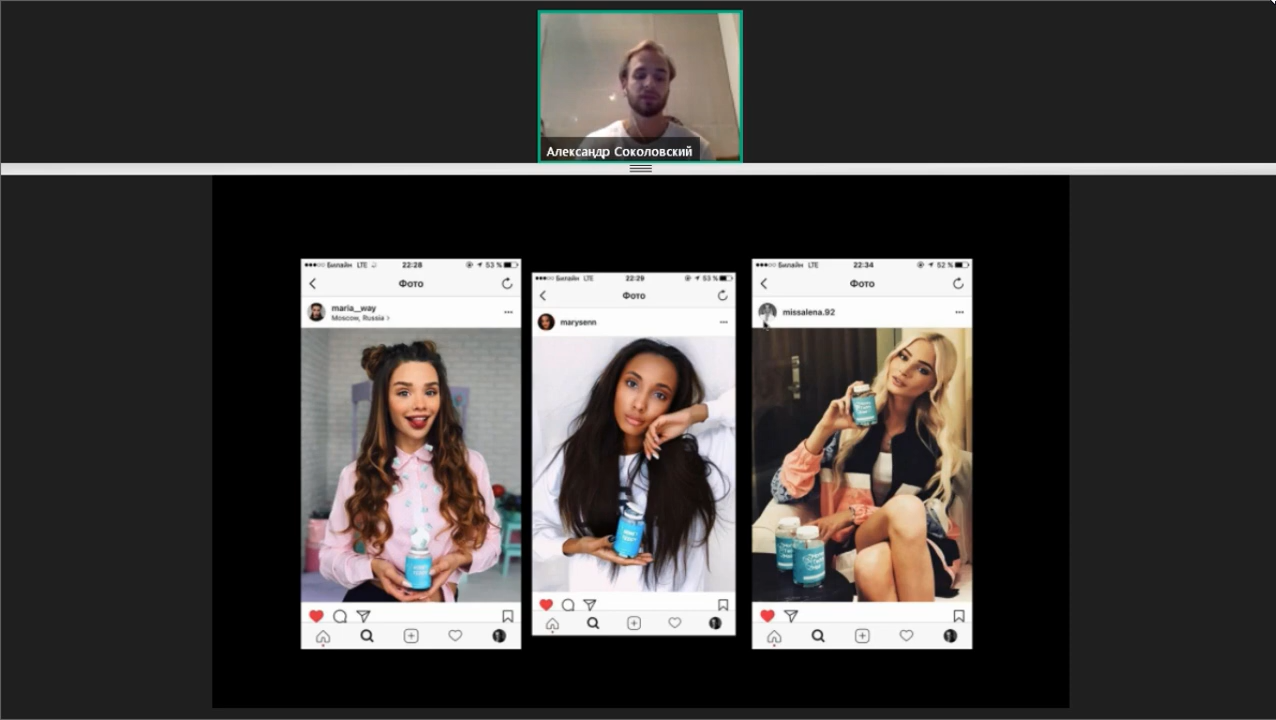 Александр Соколовский
Билайн LTE 22:28 53 %
Фото
maria__way
Moscow, Russia
Билайн LTE 22:29 53 %
Фото
marysenn
Билайн LTE 22:34 52 %
Фото
missalena.92